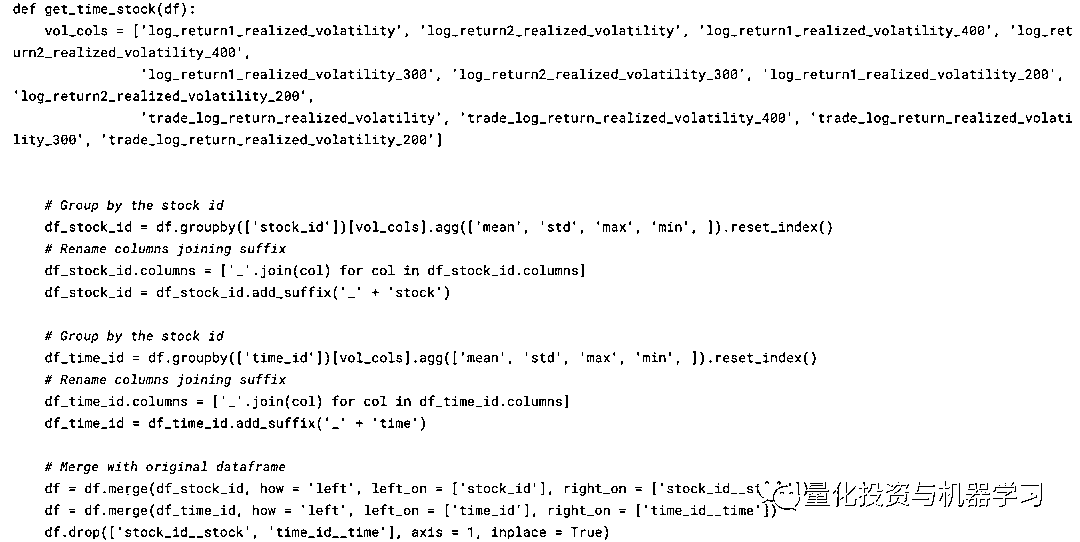 def get_time_stock(df):
    vol_cols = ['log_return1_realized_volatility', 'log_return2_realized_volatility', 'log_return1_realized_volatility_400', 'log_ret
urn2_realized_volatility_400',
                'log_return1_realized_volatility_300', 'log_return2_realized_volatility_300', 'log_return1_realized_volatility_200',
'log_return2_realized_volatility_200',
                'trade_log_return_realized_volatility', 'trade_log_return_realized_volatility_400', 'trade_log_return_realized_volati
lity_300', 'trade_log_return_realized_volatility_200']
    # Group by the stock id
    df_stock_id = df.groupby(['stock_id'])[vol_cols].agg(['mean', 'std', 'max', 'min', ]).reset_index()
    # Rename columns joining suffix
    df_stock_id.columns = ['_'.join(col) for col in df_stock_id.columns]
    df_stock_id = df_stock_id.add_suffix('_' + 'stock')
    # Group by the stock id
    df_time_id = df.groupby(['time_id'])[vol_cols].agg(['mean', 'std', 'max', 'min', ]).reset_index()
    # Rename columns joining suffix
    df_time_id.columns = ['_'.join(col) for col in df_time_id.columns]
    df_time_id = df_time_id.add_suffix('_' + 'time')
    # Merge with original dataframe
    df = df.merge(df_stock_id, how = 'left', left_on = ['stock_id'], right_on =
    df = df.merge(df_time_id, how = 'left', left_on = ['time_id'], right_on = ['time_id__time'])
    df.drop(['stock_id__stock', 'time_id__time'], axis = 1, inplace = True)
量化投资与机器学习